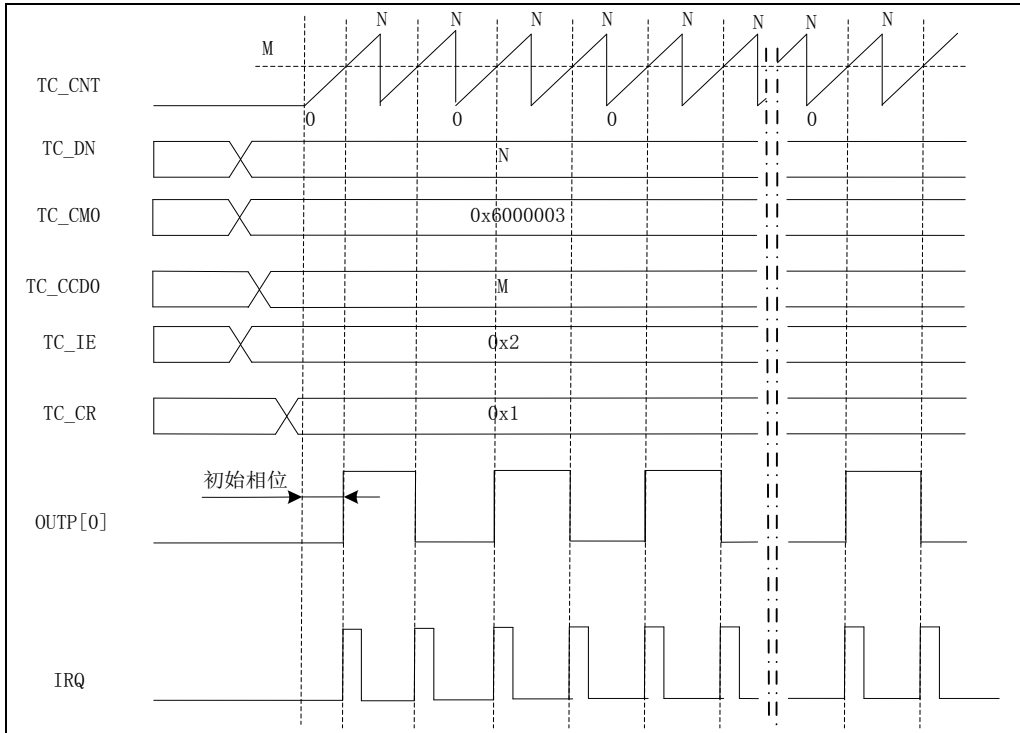 N N N N N N N N
M
TC_CNT
0 0 0 0
TC_DN
N
TC_CM0
0x6000003
TC_CCD0
M
TC_IE
0x2
TC_CR
0x1
初始相位
OUTP[0]
IRQ